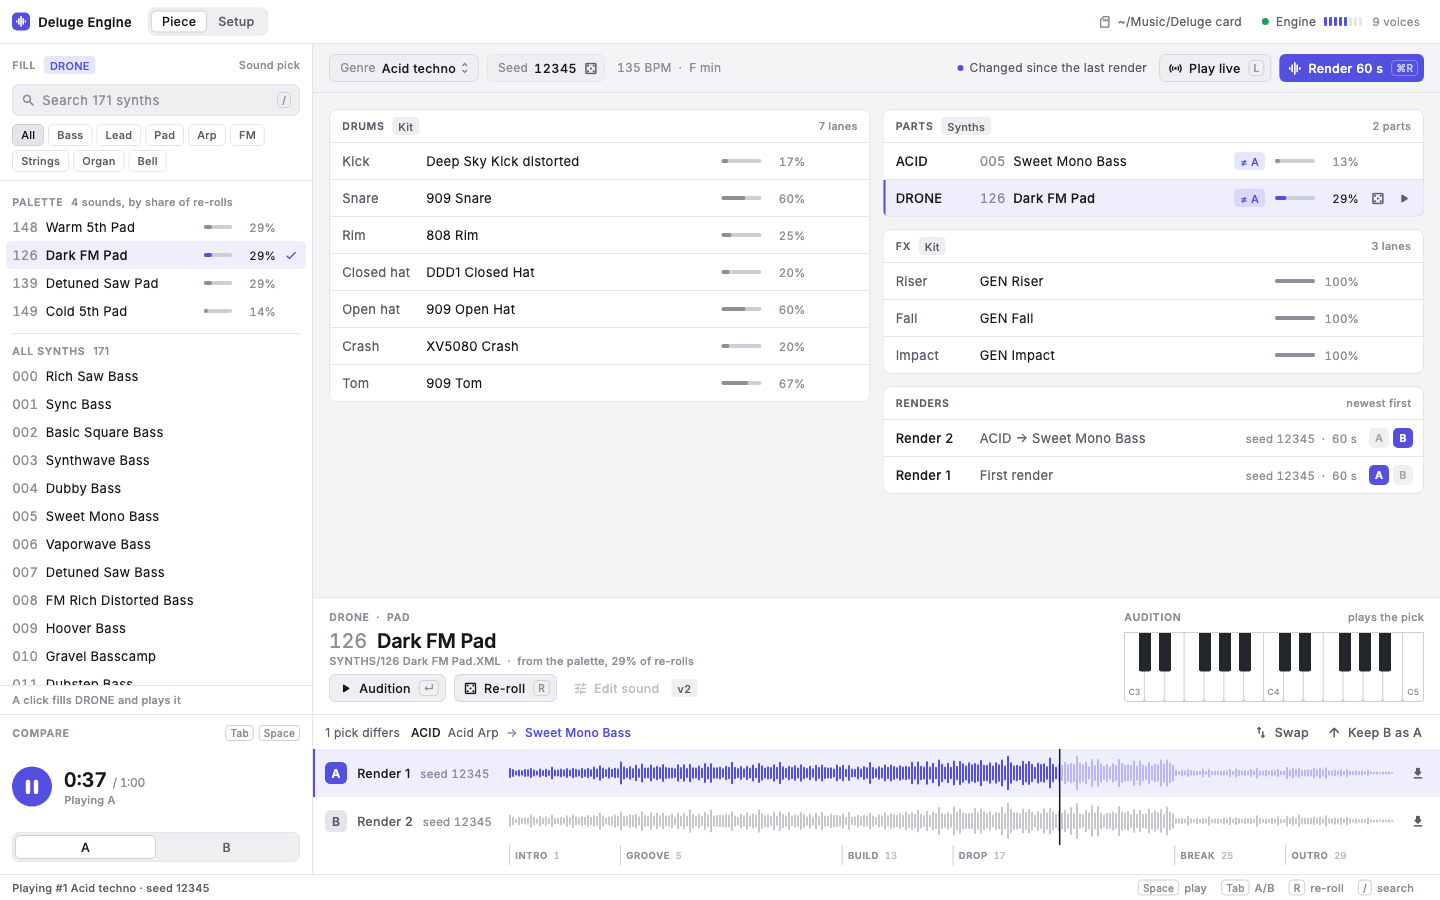 Deluge Engine Piece Setup ~/Music/Deluge card Engine 9 voices
FILL DRONE Sound pick
Search 171 synths /
All Bass Lead Pad Arp FM
Strings Organ Bell
PALETTE 4 sounds, by share of re-rolls
148 Warm 5th Pad 29%
126 Dark FM Pad 29%
139 Detuned Saw Pad 29%
149 Cold 5th Pad 14%
ALL SYNTHS 171
000 Rich Saw Bass
001 Sync Bass
002 Basic Square Bass
003 Synthwave Bass
004 Dubby Bass
005 Sweet Mono Bass
006 Vaporwave Bass
007 Detuned Saw Bass
008 FM Rich Distorted Bass
009 Hoover Bass
010 Gravel Basscamp
011 Dubstep Bass
A click fills DRONE and plays it
Genre Acid techno Seed 12345 135 BPM · F min Changed since the last render Play live L Render 60 s ⌘R
DRUMS Kit 7 lanes
Kick Deep Sky Kick distorted 17%
Snare 909 Snare 60%
Rim 808 Rim 25%
Closed hat DDD1 Closed Hat 20%
Open hat 909 Open Hat 60%
Crash XV5080 Crash 20%
Tom 909 Tom 67%
PARTS Synths 2 parts
ACID 005 Sweet Mono Bass ≠ A 13%
DRONE 126 Dark FM Pad ≠ A 29%
FX Kit 3 lanes
Riser GEN Riser 100%
Fall GEN Fall 100%
Impact GEN Impact 100%
RENDERS newest first
Render 2 ACID → Sweet Mono Bass seed 12345 · 60 s A B
Render 1 First render seed 12345 · 60 s A B
DRONE · PAD
126 Dark FM Pad
SYNTHS/126 Dark FM Pad.XML · from the palette, 29% of re-rolls
Audition ↵ Re-roll R Edit sound v2
AUDITION plays the pick
C3 C4 C5
COMPARE Tab Space
0:37 / 1:00
Playing A
A B
1 pick differs ACID Acid Arp → Sweet Mono Bass Swap Keep B as A
A Render 1 seed 12345
B Render 2 seed 12345
INTRO 1 GROOVE 5 BUILD 13 DROP 17 BREAK 25 OUTRO 29
Playing #1 Acid techno · seed 12345 Space play Tab A/B R re-roll / search